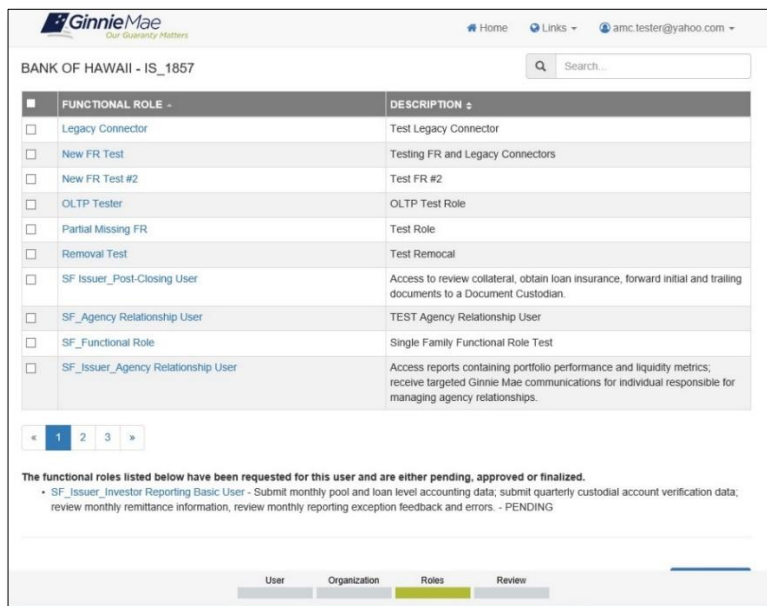 GinnieMae
Our Guaranty Matters
Home Links amc.tester@yahoo.com
BANK OF HAWAII - IS_1857
Search...
FUNCTIONAL ROLE DESCRIPTION
Legacy Connector Test Legacy Connector
New FR Test Testing FR and Legacy Connectors
New FR Test #2 Test FR #2
OLTP Tester OLTP Test Role
Partial Missing FR Test Role
Removal Test Test Remocal
SF Issuer_Post-Closing User Access to review collateral, obtain loan insurance, forward initial and trailing
documents to a Document Custodian.
SF_Agency Relationship User TEST Agency Relationship User
SF_Functional Role Single Family Functional Role Test
SF_Issuer_Agency Relationship User Access reports containing portfolio performance and liquidity metrics;
receive targeted Ginnie Mae communications for individual responsible for
managing agency relationships.
« 1 2 3 »
The functional roles listed below have been requested for this user and are either pending, approved or finalized.
• SF_Issuer_Investor Reporting Basic User - Submit monthly pool and loan level accounting data; submit quarterly custodial account verification data;
review monthly remittance information, review monthly reporting exception feedback and errors. - PENDING
User Organization Roles Review